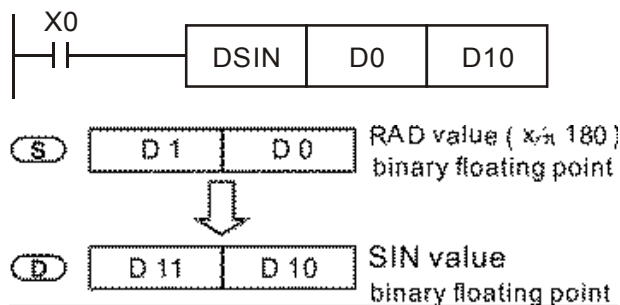 X0
DSIN D0 D10
S D 1 D 0 RAD value ( x π 180 )
binary floating point
D D 11 D 10 SIN value
binary floating point